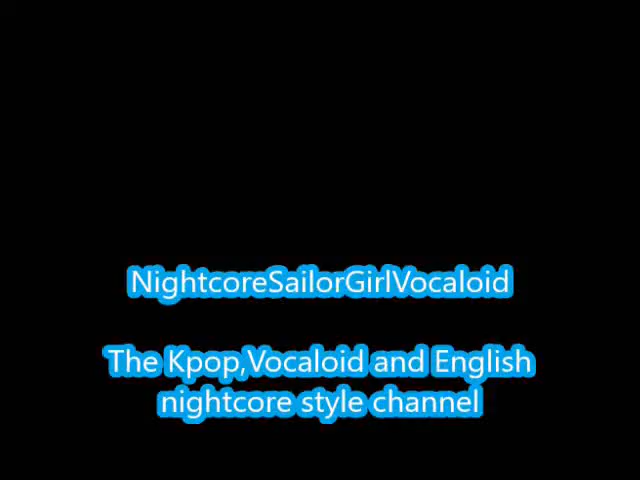 NightcoreSailorGirlVocaloid
The Kpop,Vocaloid and English
nightcore style channel